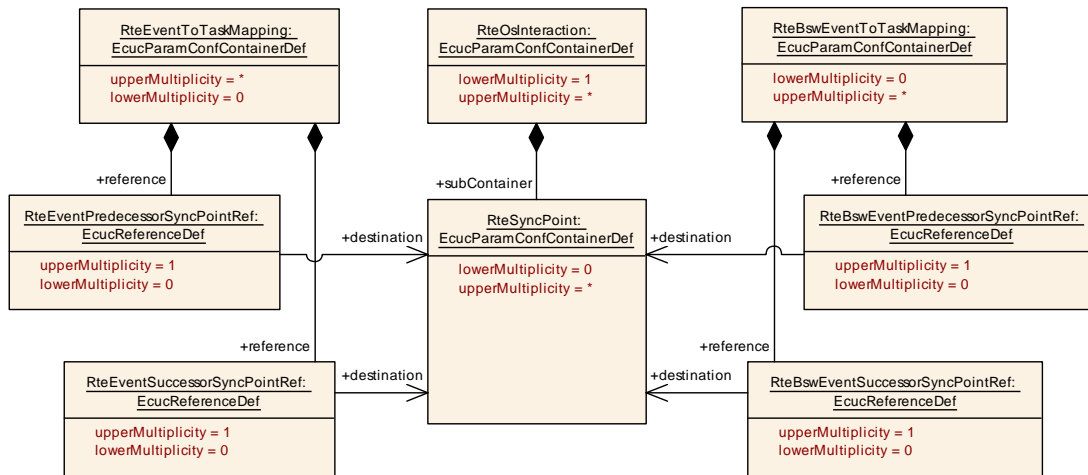 RteEventToTaskMapping:
EcucParamConfContainerDef
upperMultiplicity = *
lowerMultiplicity = 0
RteOsInteraction:
EcucParamConfContainerDef
lowerMultiplicity = 1
upperMultiplicity = *
RteBswEventToTaskMapping:
EcucParamConfContainerDef
lowerMultiplicity = 0
upperMultiplicity = *
+reference
+subContainer
+reference
RteEventPredecessorSyncPointRef:
EcucReferenceDef
upperMultiplicity = 1
lowerMultiplicity = 0
+destination
RteSyncPoint:
EcucParamConfContainerDef
lowerMultiplicity = 0
upperMultiplicity = *
+destination
RteBswEventPredecessorSyncPointRef:
EcucReferenceDef
upperMultiplicity = 1
lowerMultiplicity = 0
+reference
+reference
RteEventSuccessorSyncPointRef:
EcucReferenceDef
upperMultiplicity = 1
lowerMultiplicity = 0
+destination
+destination
RteBswEventSuccessorSyncPointRef:
EcucReferenceDef
upperMultiplicity = 1
lowerMultiplicity = 0